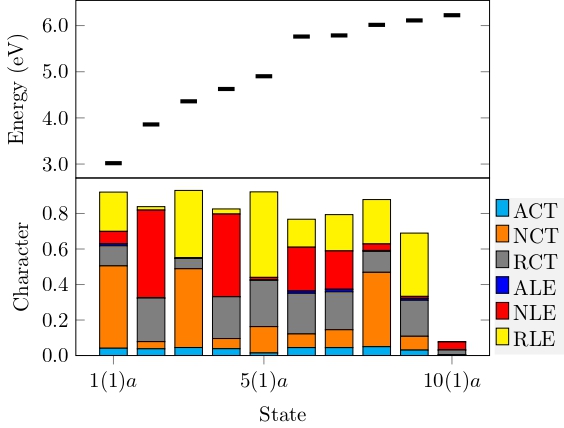 6.0
5.0
4.0
3.0
Energy (eV)
0.8
0.6
0.4
0.2
0.0
Character
1(1)a
5(1)a
10(1)a
State
ACT
NCT
RCT
ALE
NLE
RLE